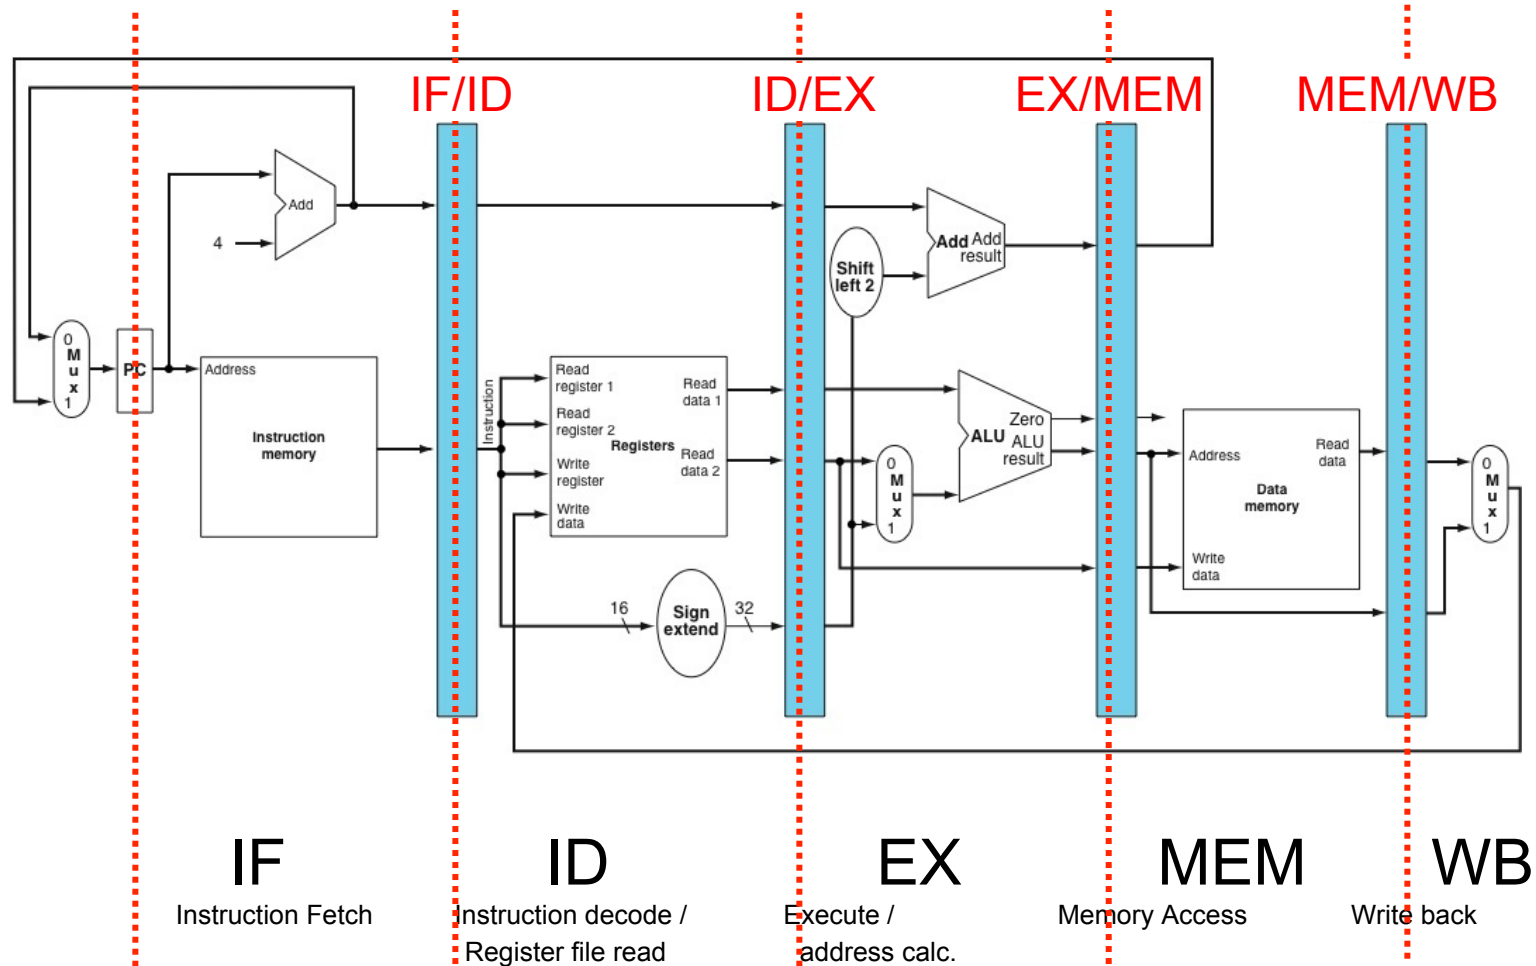 IF/ID
ID/EX
EX/MEM
MEM/WB
Add
4
Add Add
result
Shift
left 2
0
M
u
x
1
PC
Address
Instruction
memory
Instruction
Read
register 1
Read
register 2
Write
register
Write
data
Registers
Read
data 1
Read
data 2
16
Sign
extend
32
0
M
u
x
1
Zero
ALU
ALU
result
Address
Read
data
Data
memory
Write
data
0
M
u
x
1
IF
Instruction Fetch
ID
Instruction decode /
Register file read
EX
Execute /
address calc.
MEM
Memory Access
WB
Write back